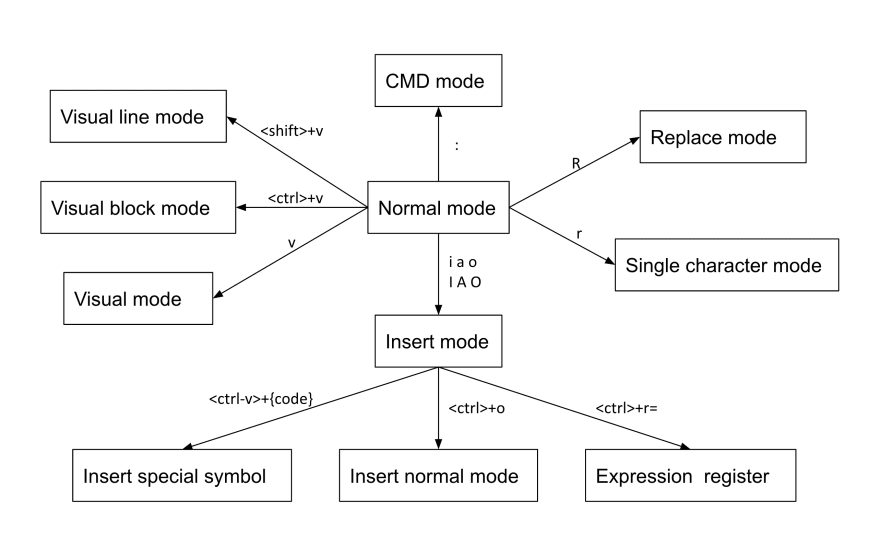 CMD mode
Visual line mode
<shift>+v
:
R
Replace mode
Visual block mode
<ctrl>+v
Normal mode
v
r
Visual mode
i a o
I A O
Single character mode
Insert mode
<ctrl-v>+{code}
<ctrl>+o
<ctrl>+r=
Insert special symbol
Insert normal mode
Expression  register